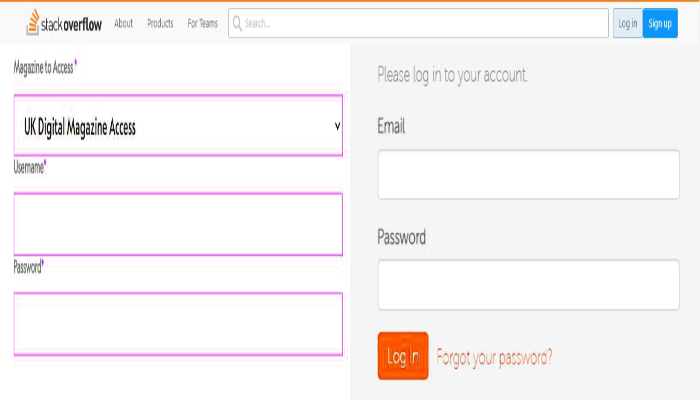 stack overflow About Products For Teams Search... Log in Sign up
Magazine to Access*
UK Digital Magazine Access
Username*
Password*
Please log in to your account.
Email
Password
Log In Forgot your password?